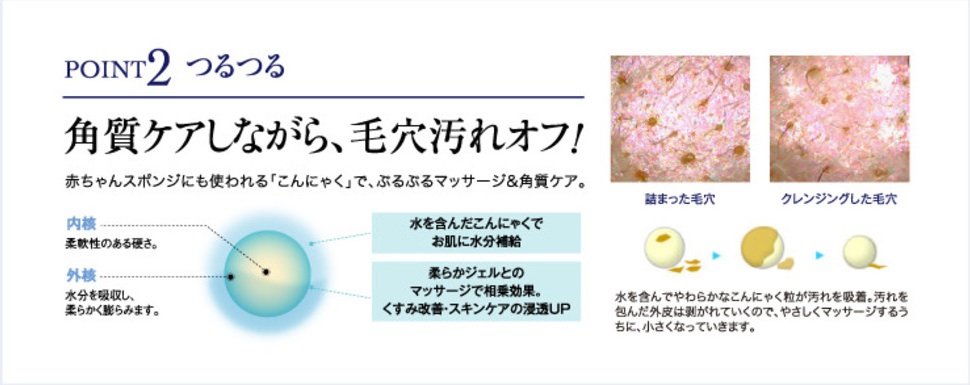 POINT2 つるつる
角質ケアしながら、毛穴汚れオフ!
赤ちゃんスポンジにも使われる「こんにゃく」で、ぷるぷるマッサージ&角質ケア。
内核
柔軟性のある硬さ。
外核
水分を吸収し、
柔らかく膨らみます。
水を含んだこんにゃくで
お肌に水分補給
柔らかジェルとの
マッサージで相乗効果。
くすみ改善・スキンケアの浸透UP
詰まった毛穴
クレンジングした毛穴
水を含んでやわらかなこんにゃく粒が汚れを吸着。汚れを
包んだ外皮は剥がれていくので、やさしくマッサージするう
ちに、小さくなっていきます。